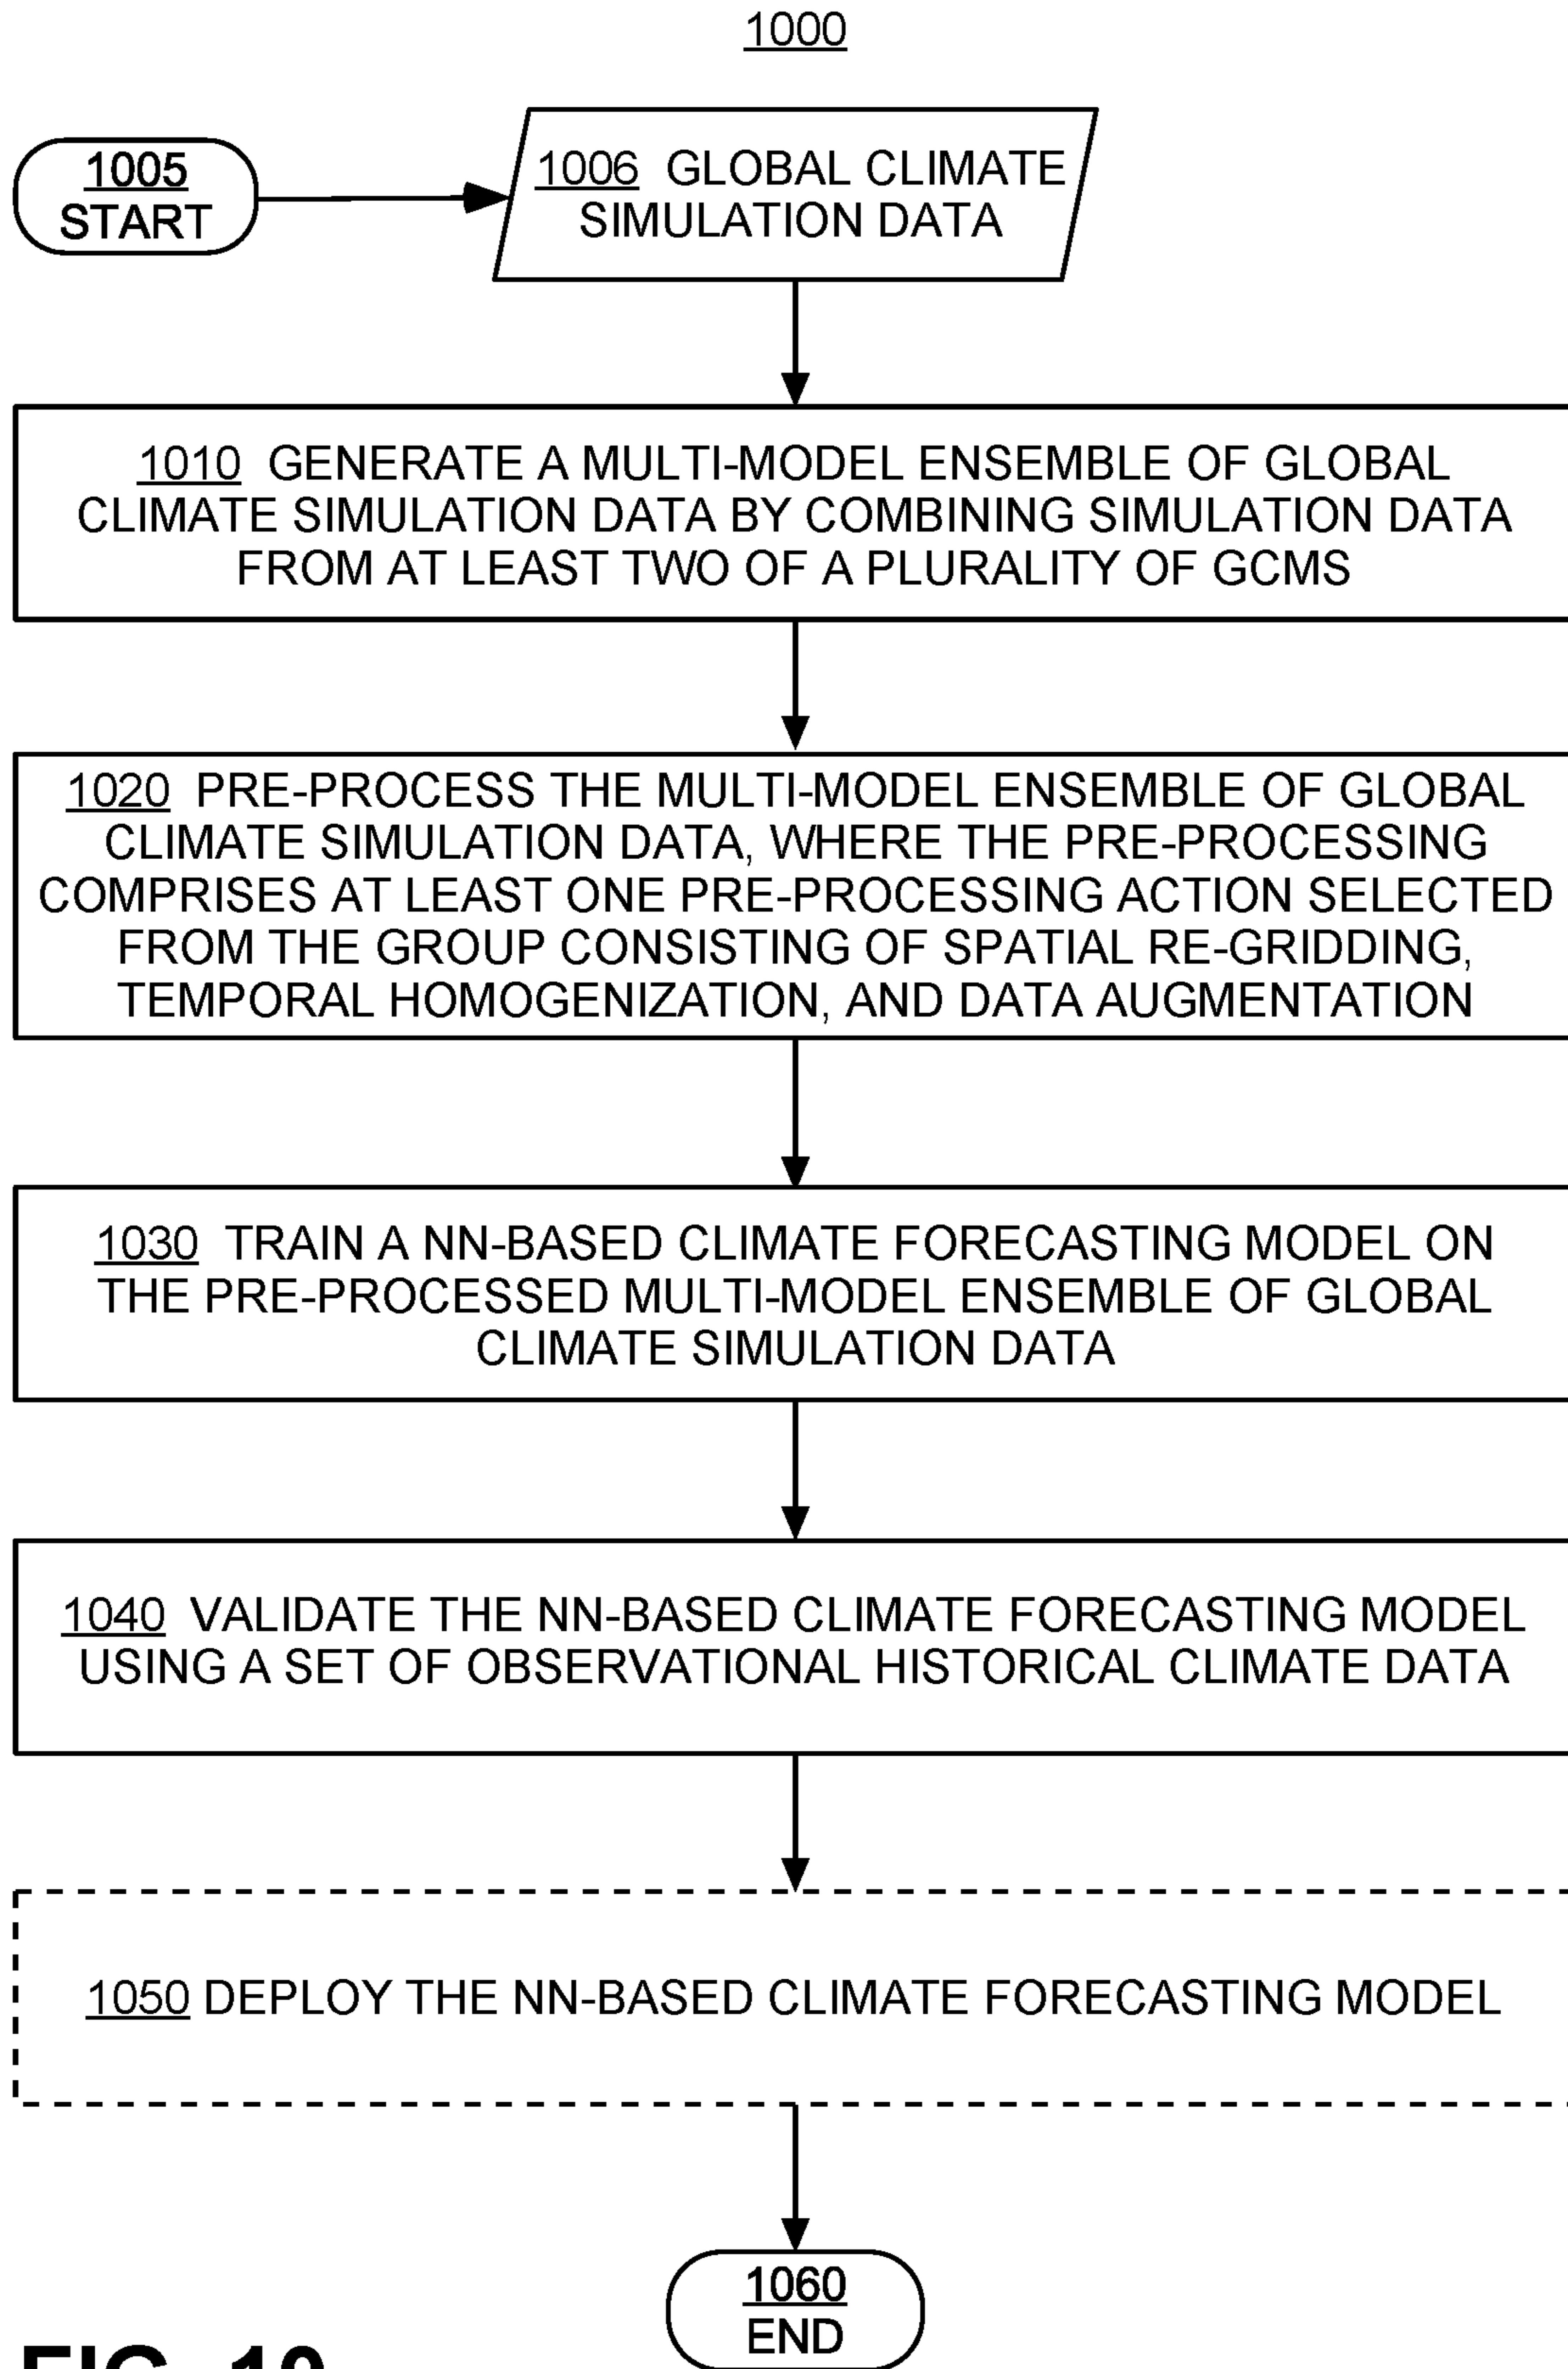 1000
1005
START
1006 GLOBAL CLIMATE
SIMULATION DATA
1010 GENERATE A MULTI-MODEL ENSEMBLE OF GLOBAL
CLIMATE SIMULATION DATA BY COMBINING SIMULATION DATA
FROM AT LEAST TWO OF A PLURALITY OF GCMS
1020 PRE-PROCESS THE MULTI-MODEL ENSEMBLE OF GLOBAL
CLIMATE SIMULATION DATA, WHERE THE PRE-PROCESSING
COMPRISES AT LEAST ONE PRE-PROCESSING ACTION SELECTED
FROM THE GROUP CONSISTING OF SPATIAL RE-GRIDDING,
TEMPORAL HOMOGENIZATION, AND DATA AUGMENTATION
1030 TRAIN A NN-BASED CLIMATE FORECASTING MODEL ON
THE PRE-PROCESSED MULTI-MODEL ENSEMBLE OF GLOBAL
CLIMATE SIMULATION DATA
1040 VALIDATE THE NN-BASED CLIMATE FORECASTING MODEL
USING A SET OF OBSERVATIONAL HISTORICAL CLIMATE DATA
1050 DEPLOY THE NN-BASED CLIMATE FORECASTING MODEL
1060
END
FIG.